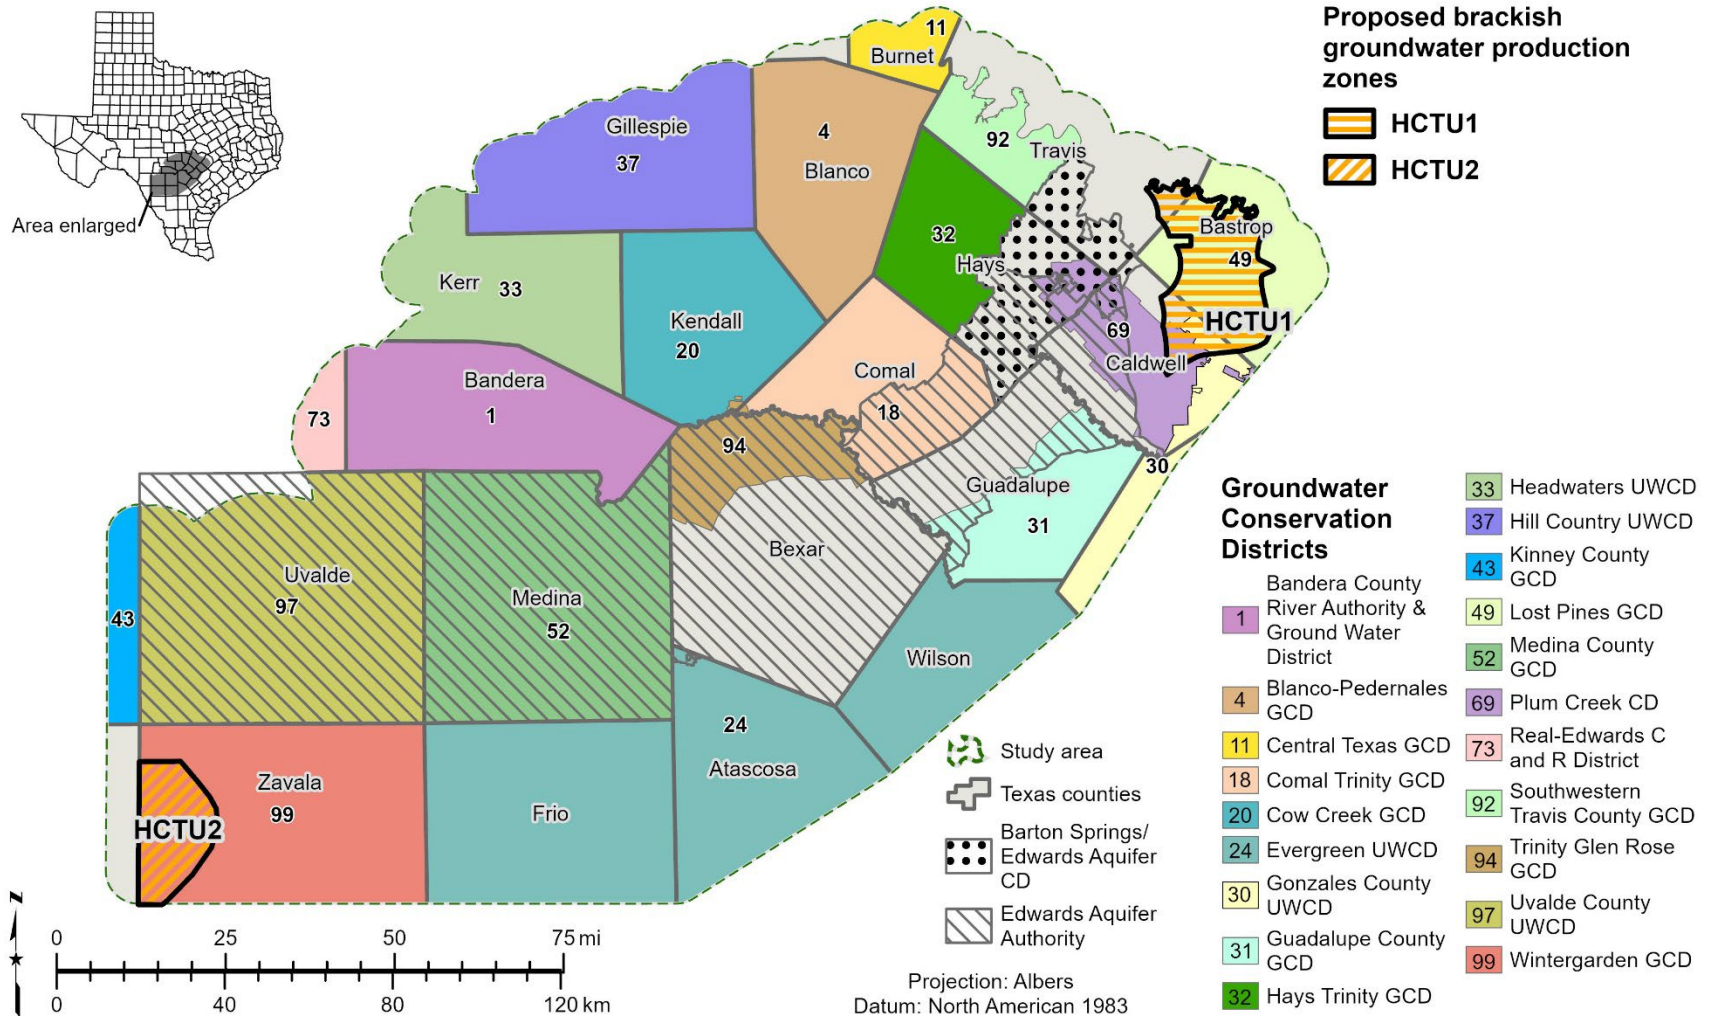 Area enlarged
11
Burnet
Gillespie
37
4
Blanco
92
Travis
32
Hays
Bastrop
49
HCTU1
Kerr
33
Kendall
20
69
Caldwell
Comal
18
Bandera
1
73
94
30
Guadalupe
31
Bexar
Uvalde
97
43
Medina
52
Wilson
24
Atascosa
Zavala
99
HCTU2
Frio
Proposed brackish
groundwater production
zones
HCTU1
HCTU2
Study area
Texas counties
Barton Springs/
Edwards Aquifer
CD
Edwards Aquifer
Authority
Groundwater
Conservation
Districts
1 Bandera County
River Authority &
Ground Water
District
4 Blanco-Pedernales
GCD
11 Central Texas GCD
18 Comal Trinity GCD
20 Cow Creek GCD
24 Evergreen UWCD
30 Gonzales County
UWCD
31 Guadalupe County
GCD
32 Hays Trinity GCD
33 Headwaters UWCD
37 Hill Country UWCD
43 Kinney County
GCD
49 Lost Pines GCD
52 Medina County
GCD
69 Plum Creek CD
73 Real-Edwards C
and R District
92 Southwestern
Travis County GCD
94 Trinity Glen Rose
GCD
97 Uvalde County
UWCD
99 Wintergarden GCD
N
0 25 50 75 mi
0 40 80 120 km
Projection: Albers
Datum: North American 1983